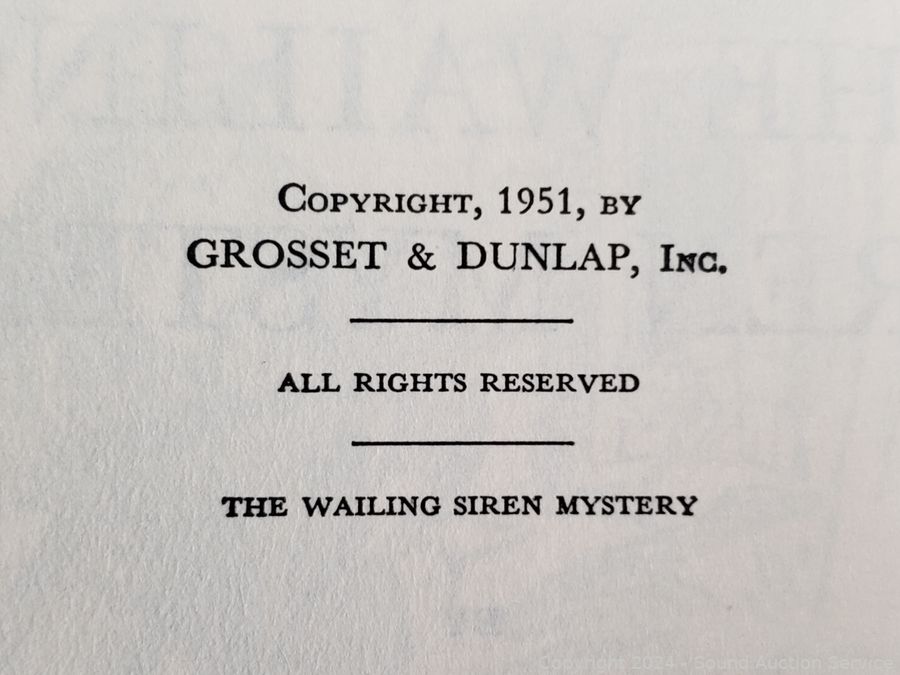 Copyright, 1951, by
GROSSET & DUNLAP, Inc.
ALL RIGHTS RESERVED
THE WAILING SIREN MYSTERY
Copyright 2024 - Sound Auction Service